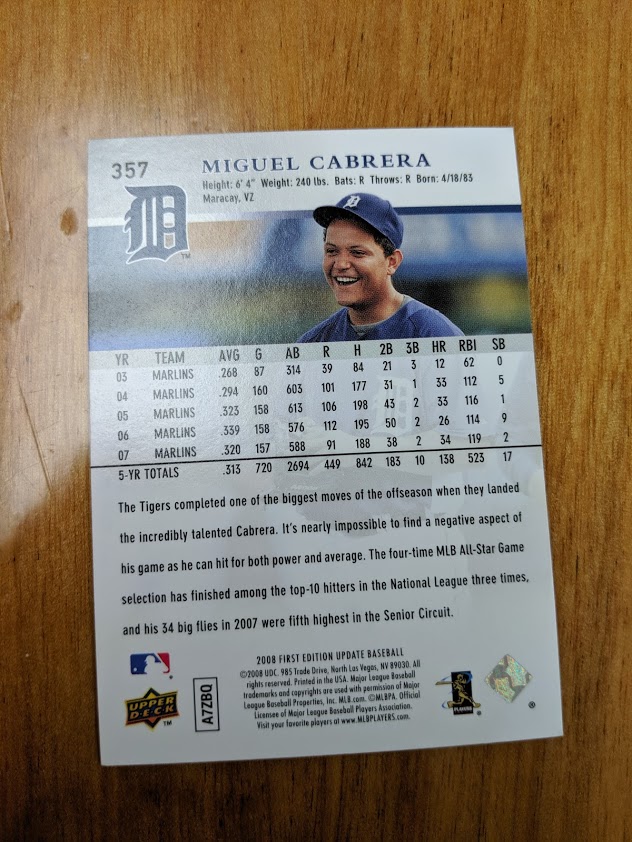 357
MIGUEL CABRERA
Height: 6' 4" Weight: 240 lbs. Bats: R Throws: R Born: 4/18/83
Maracay, VZ
D
TM
D
YR TEAM AVG G AB R H 2B 3B HR RBI SB
03 MARLINS .268 87 314 39 84 21 3 12 62 0
04 MARLINS .294 160 603 101 177 31 1 33 112 5
05 MARLINS .323 158 613 106 198 43 2 33 116 1
06 MARLINS .339 158 576 112 195 50 2 26 114 9
07 MARLINS .320 157 588 91 188 38 2 34 119 2
5-YR TOTALS .313 720 2694 449 842 183 10 138 523 17
The Tigers completed one of the biggest moves of the offseason when they landed
the incredibly talented Cabrera. It's nearly impossible to find a negative aspect of
his game as he can hit for both power and average. The four-time MLB All-Star Game
selection has finished among the top-10 hitters in the National League three times,
and his 34 big flies in 2007 were fifth highest in the Senior Circuit.
2008 FIRST EDITION UPDATE BASEBALL
©2008 UDC. 985 Trade Drive, North Las Vegas, NV 89030. All
rights reserved. Printed in the USA. Major League Baseball
trademarks and copyrights are used with permission of Major
League Baseball Properties, Inc. MLB.com. ©MLBPA. Official
Licensee of Major League Baseball Players Association.
Visit your favorite players at www.MLBPLAYERS.com.
UPPER
DECK
TM
A7ZBQ
PLAYERS
®
®